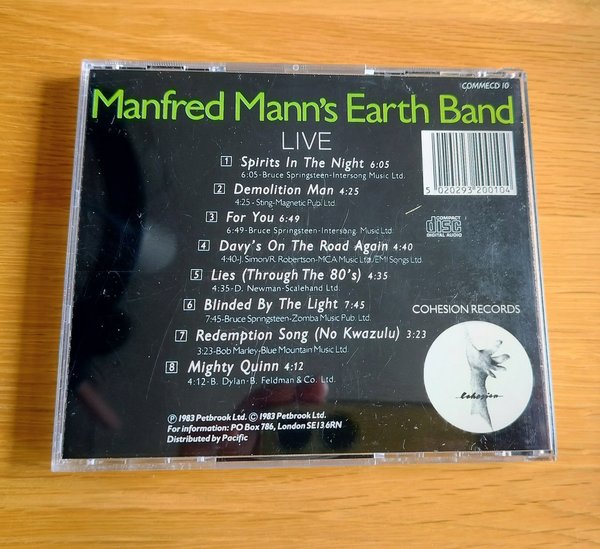 COMMECD 10
Manfred Mann's Earth Band
LIVE
1 Spirits In The Night 6:05
6:05-Bruce Springsteen-Intersong Music Ltd.
2 Demolition Man 4:25
4:25 - Sting-Magnetic Pub. Ltd.
3 For You 6:49
6:49-Bruce Springsteen-Intersong Music Ltd.
4 Davy's On The Road Again 4:40
4:40-J. Simon/R. Robertson-MCA Music Ltd./EMI Songs Ltd.
5 Lies (Through The 80's) 4:35
4:35-D. Newman-Scalehand Ltd.
6 Blinded By The Light 7:45
7:45-Bruce Springsteen-Zomba Music Pub. Ltd.
7 Redemption Song (No Kwazulu) 3:23
3:23-Bob Marley-Blue Mountain Music Ltd.
8 Mighty Quinn 4:12
4:12-B. Dylan-B. Feldman & Co. Ltd.
5 020293 200104
COMPACT
disc
DIGITAL AUDIO
COHESION RECORDS
Cohesion
℗ 1983 Petbrook Ltd. © 1983 Petbrook Ltd.
For information: PO Box 786, London SE13 6RN
Distributed by Pacific